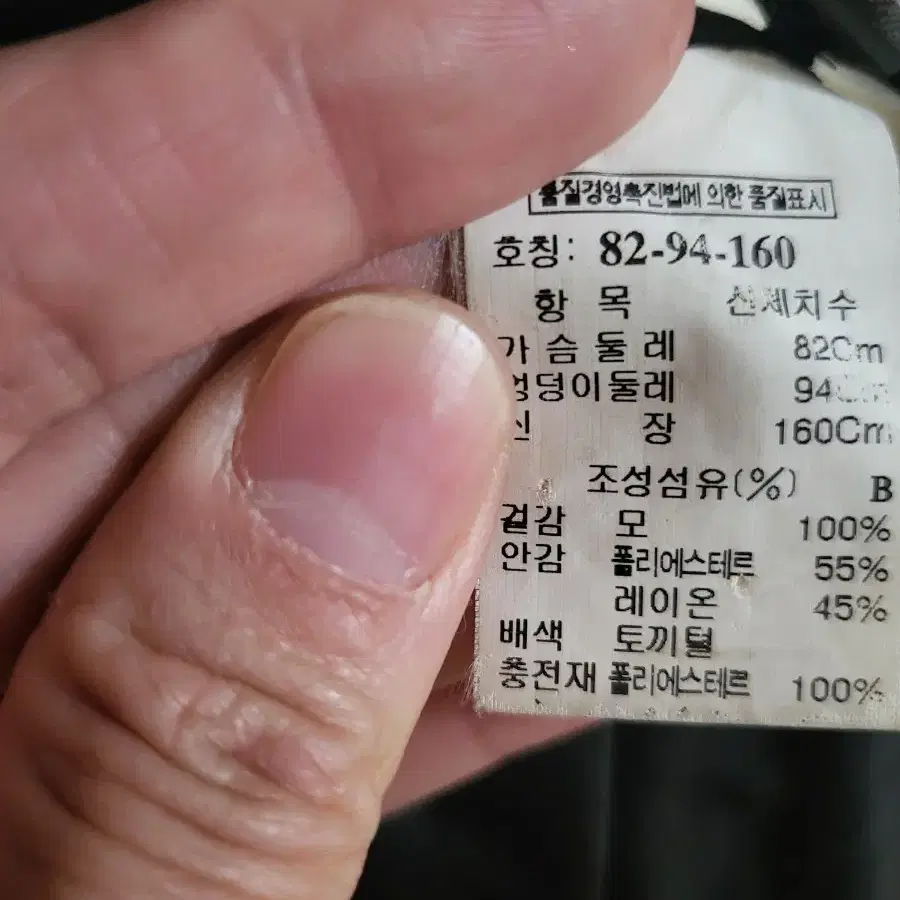 품질경영촉진법에 의한 품질표시
호칭: 82-94-160
항 목 신체치수
가슴둘레 82Cm
엉덩이둘레 94Cm
신 장 160Cm
조성섬유(%) B
겉감 모 100%
안감 폴리에스테르 55%
레이온 45%
배색 토끼털
충전재 폴리에스테르 100%